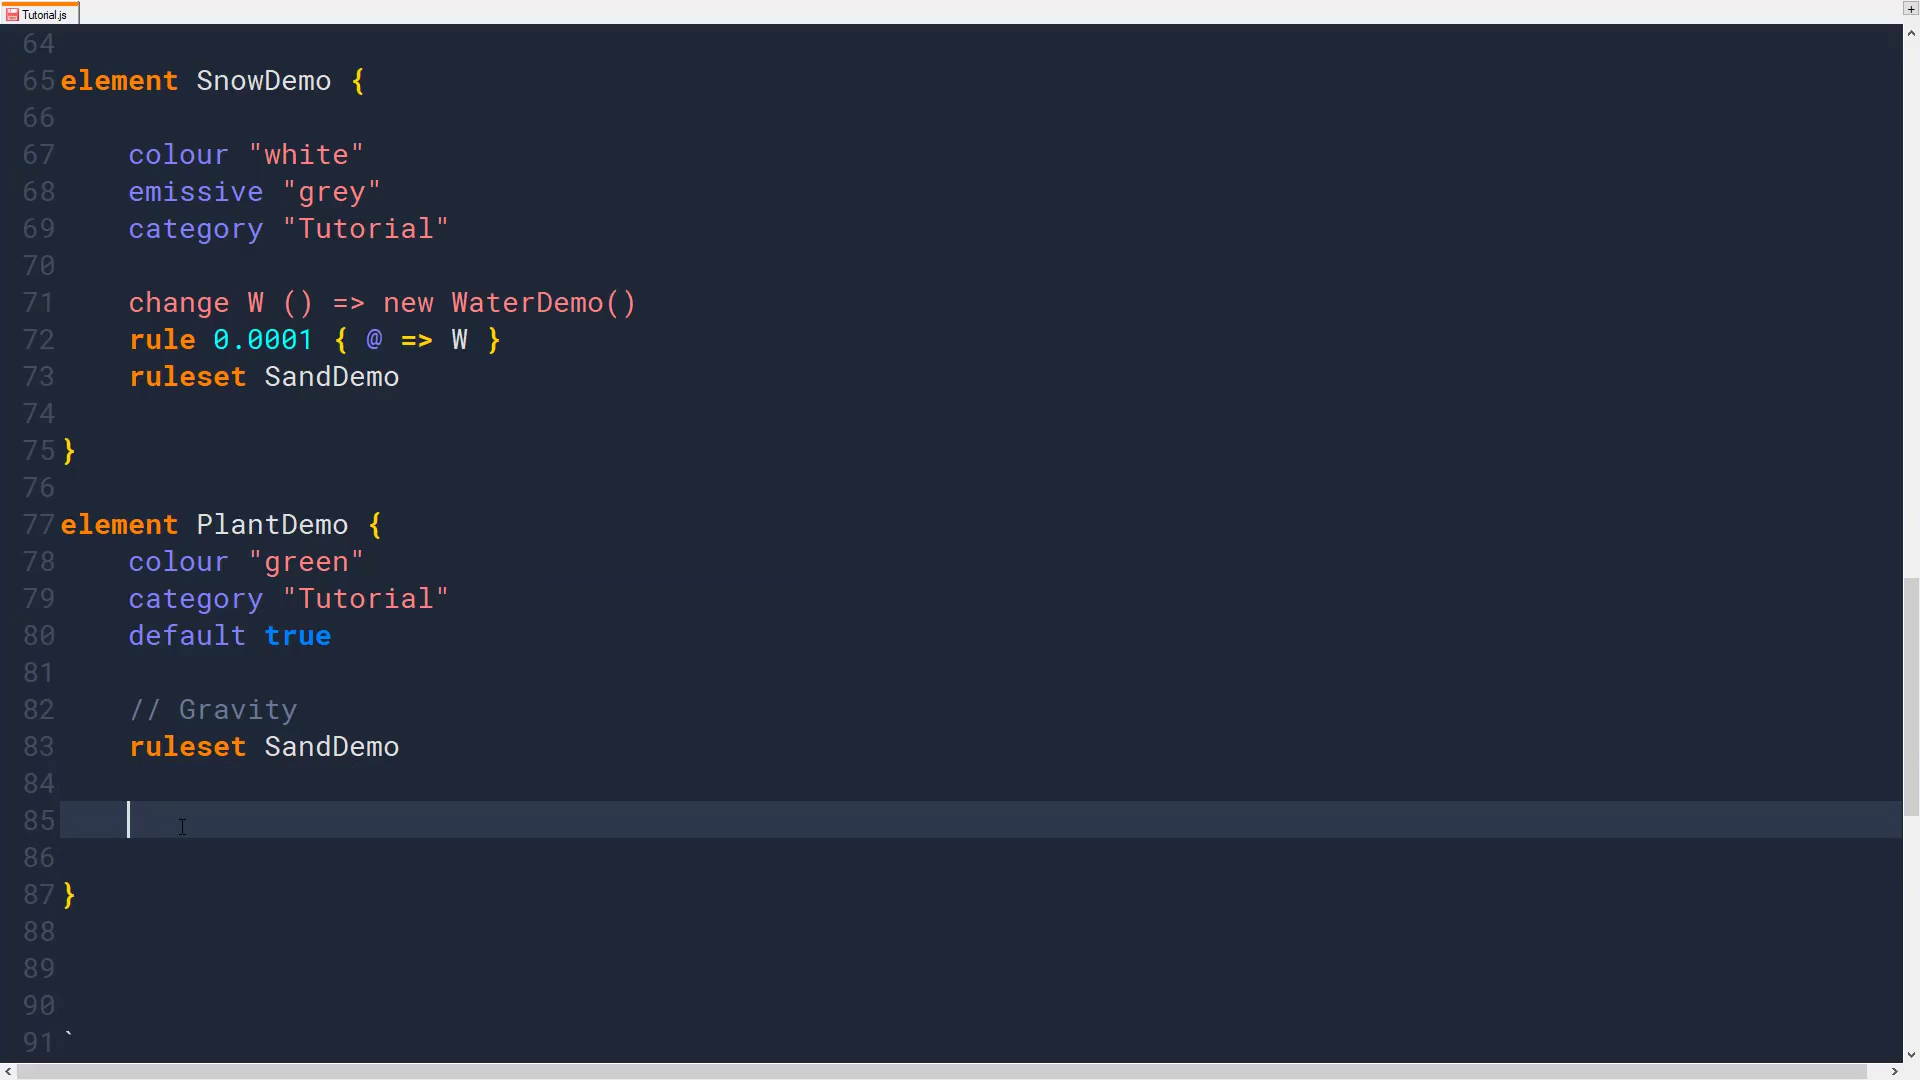 Tutorial.js
64
65 element SnowDemo {
66
67     colour "white"
68     emissive "grey"
69     category "Tutorial"
70
71     change W () => new WaterDemo()
72     rule 0.0001 { @ => W }
73     ruleset SandDemo
74
75 }
76
77 element PlantDemo {
78     colour "green"
79     category "Tutorial"
80     default true
81
82     // Gravity
83     ruleset SandDemo
84
85
86
87 }
88
89
90
91 `